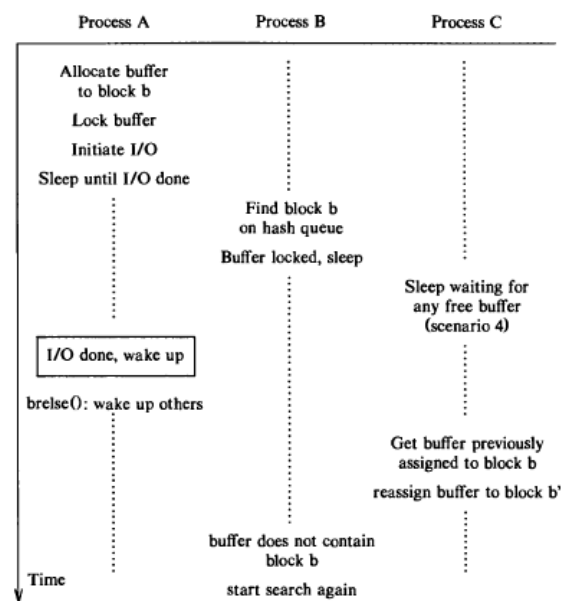 Process A
Process B
Process C
Allocate buffer
to block b
Lock buffer
Initiate I/O
Sleep until I/O done
Find block b
on hash queue
Buffer locked, sleep
Sleep waiting for
any free buffer
(scenario 4)
I/O done, wake up
brelse(): wake up others
Get buffer previously
assigned to block b
reassign buffer to block b'
buffer does not contain
block b
start search again
Time